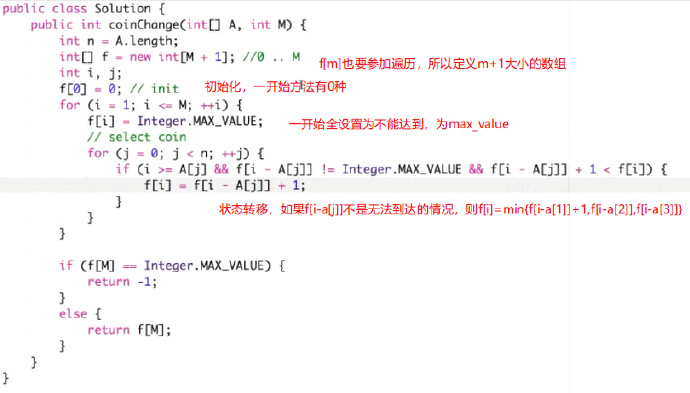 public class Solution {
public int coinChange(int[] A, int M) {
int n = A.length;
int[] f = new int[M + 1]; //0 .. M
f[m]也要参加遍历，所以定义m+1大小的数组
int i, j;
f[0] = 0; // init
初始化，一开始方法有0种
for (i = 1; i <= M; ++i) {
f[i] = Integer.MAX_VALUE;
一开始全设置为不能达到，为max_value
// select coin
for (j = 0; j < n; ++j) {
if (i >= A[j] && f[i - A[j]] != Integer.MAX_VALUE && f[i - A[j]] + 1 < f[i]) {
f[i] = f[i - A[j]] + 1;
}
状态转移，如果f[i-a[j]]不是无法到达的情况，则f[i]=min{f[i-a[1]]+1,f[i-a[2]],f[i-a[3]]}
}
}
if (f[M] == Integer.MAX_VALUE) {
return -1;
}
else {
return f[M];
}
}
}